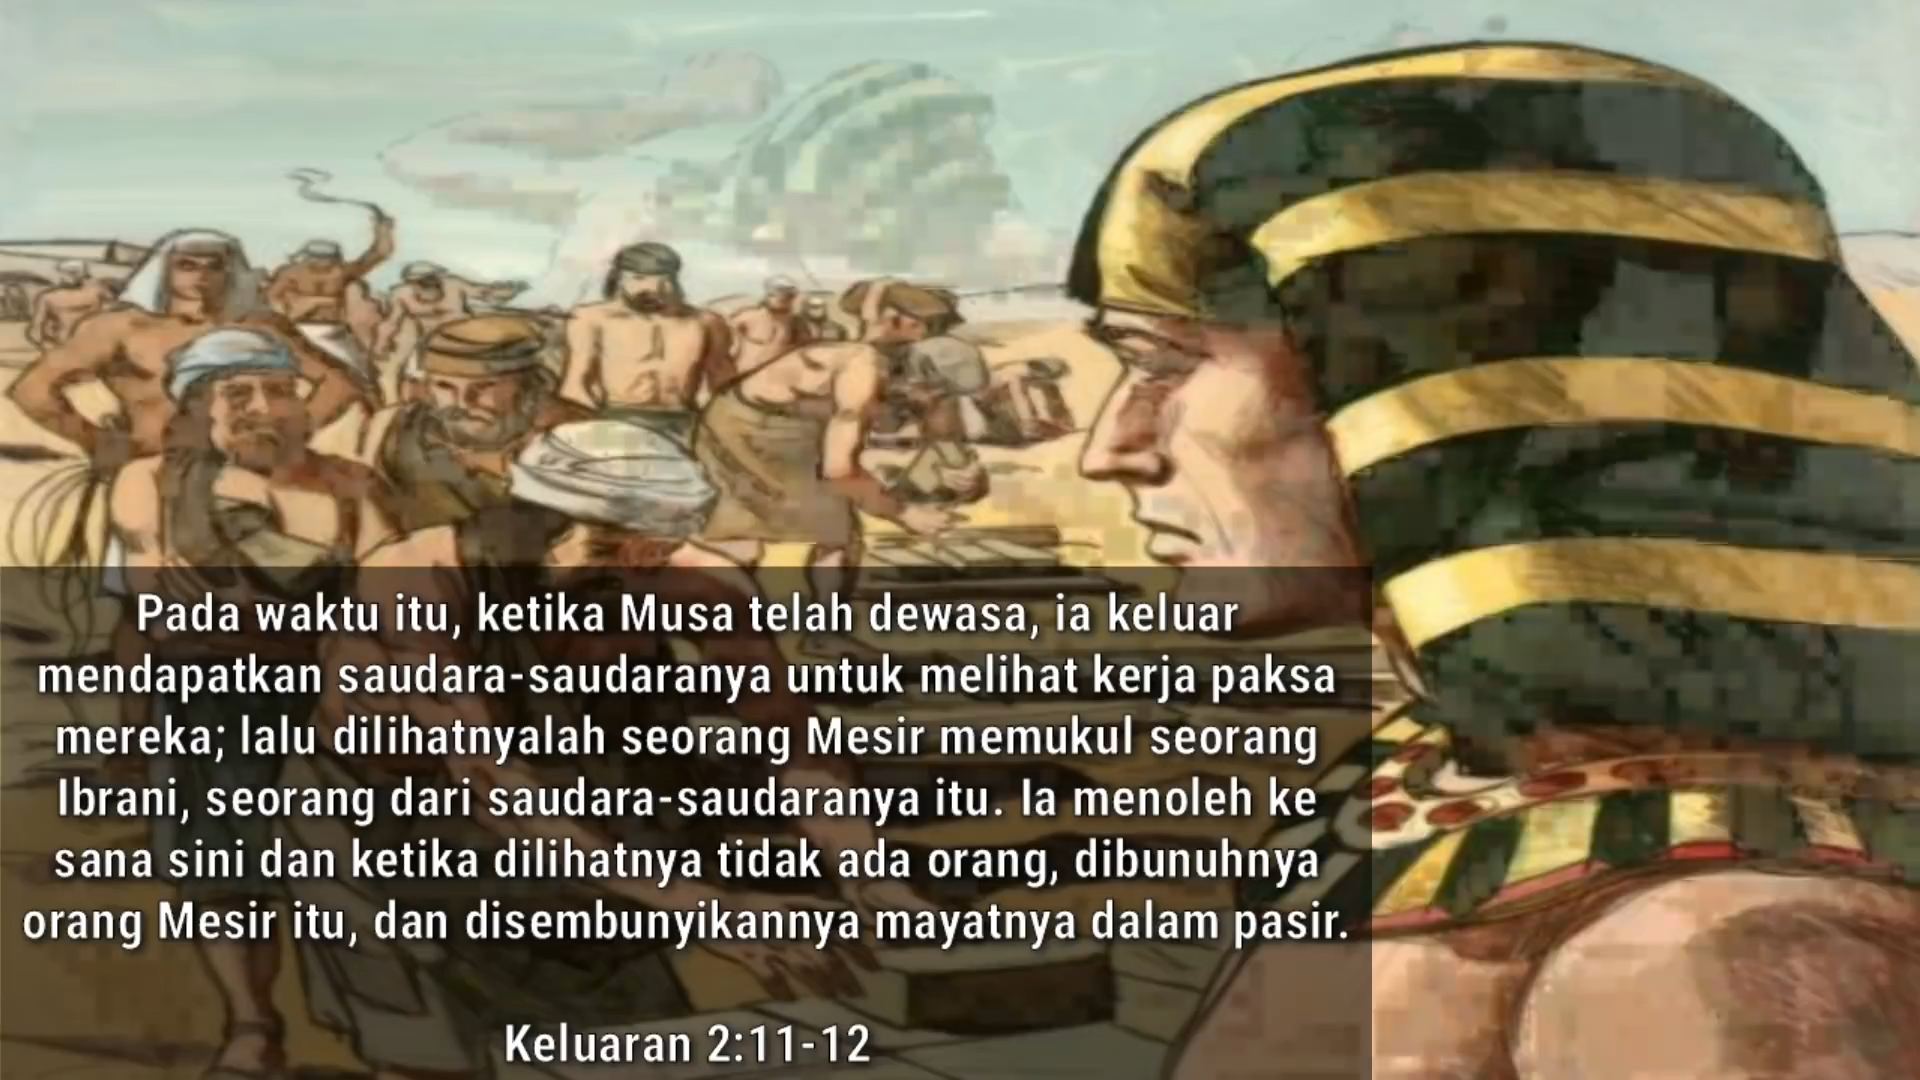 Pada waktu itu, ketika Musa telah dewasa, ia keluar
mendapatkan saudara-saudaranya untuk melihat kerja paksa
mereka; lalu dilihatnyalah seorang Mesir memukul seorang
Ibrani, seorang dari saudara-saudaranya itu. Ia menoleh ke
sana sini dan ketika dilihatnya tidak ada orang, dibunuhnya
orang Mesir itu, dan disembunyikannya mayatnya dalam pasir.
Keluaran 2:11-12